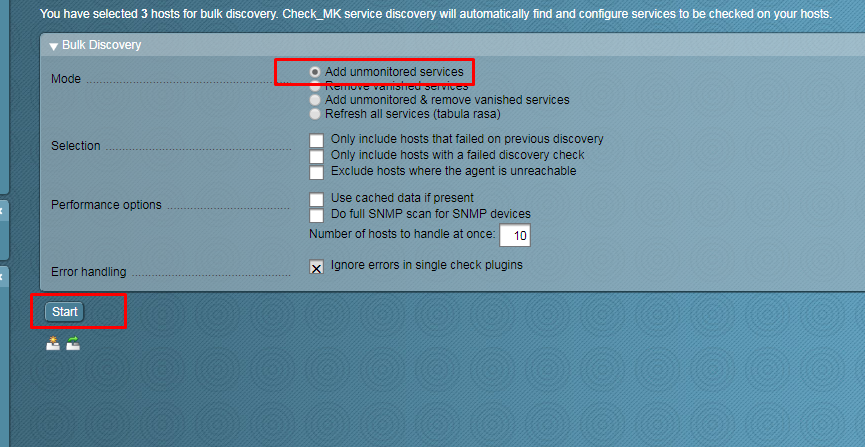 You have selected 3 hosts for bulk discovery. Check_MK service discovery will automatically find and configure services to be checked on your hosts.
Bulk Discovery
Mode
Add unmonitored services
Remove vanished services
Add unmonitored & remove vanished services
Refresh all services (tabula rasa)
Selection
Only include hosts that failed on previous discovery
Only include hosts with a failed discovery check
Exclude hosts where the agent is unreachable
Performance options
Use cached data if present
Do full SNMP scan for SNMP devices
Number of hosts to handle at once: 10
Error handling
Ignore errors in single check plugins
Start